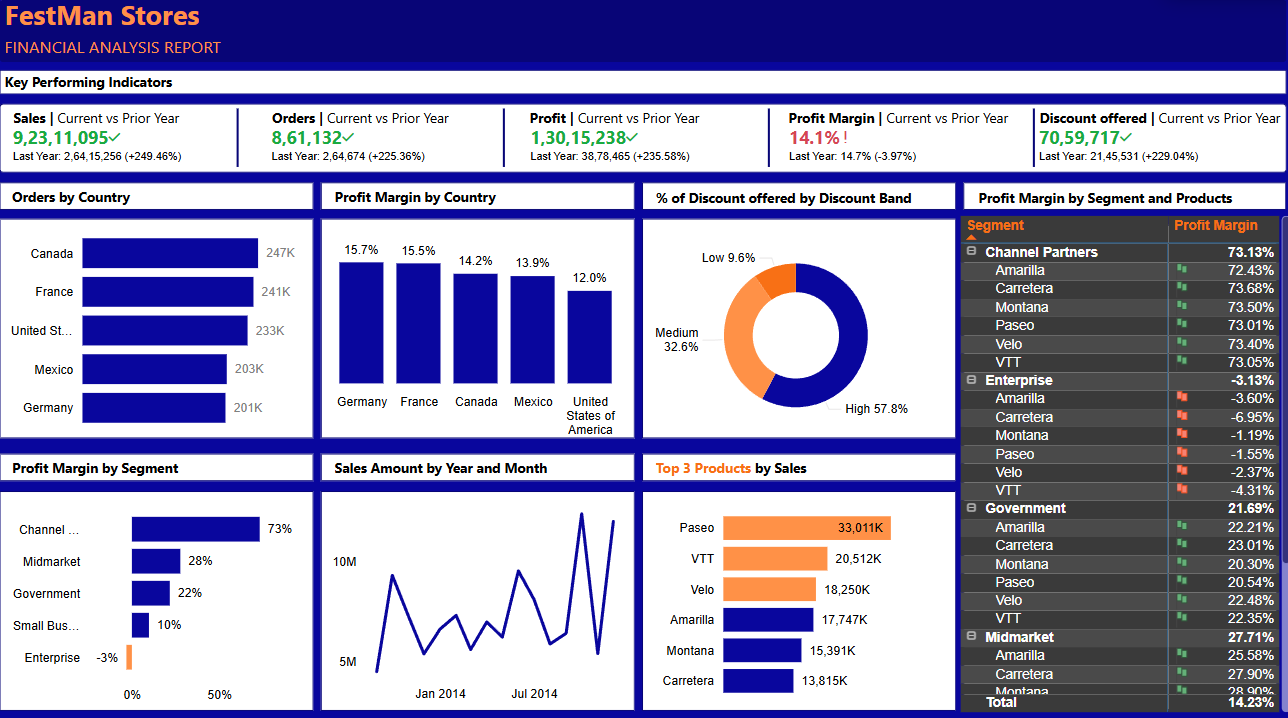 FestMan Stores
FINANCIAL ANALYSIS REPORT
Key Performing Indicators
Sales | Current vs Prior Year
9,23,11,095
Last Year: 2,64,15,256 (+249.46%)
Orders | Current vs Prior Year
8,61,132
Last Year: 2,64,674 (+225.36%)
Profit | Current vs Prior Year
1,30,15,238
Last Year: 38,78,465 (+235.58%)
Profit Margin | Current vs Prior Year
14.1% !
Last Year: 14.7% (-3.97%)
Discount offered | Current vs Prior Year
70,59,717
Last Year: 21,45,531 (+229.04%)
Orders by Country
Canada 247K
France 241K
United St... 233K
Mexico 203K
Germany 201K
Profit Margin by Country
15.7% 15.5% 14.2% 13.9% 12.0%
Germany France Canada Mexico United
States of
America
% of Discount offered by Discount Band
Low 9.6%
Medium
32.6%
High 57.8%
Profit Margin by Segment
Channel ... 73%
Midmarket 28%
Government 22%
Small Bus... 10%
Enterprise -3%
0% 50%
Sales Amount by Year and Month
10M
5M
Jan 2014 Jul 2014
Top 3 Products by Sales
Paseo 33,011K
VTT 20,512K
Velo 18,250K
Amarilla 17,747K
Montana 15,391K
Carretera 13,815K
Profit Margin by Segment and Products
Segment Profit Margin
Channel Partners 73.13%
Amarilla 72.43%
Carretera 73.68%
Montana 73.50%
Paseo 73.01%
Velo 73.40%
VTT 73.05%
Enterprise -3.13%
Amarilla -3.60%
Carretera -6.95%
Montana -1.19%
Paseo -1.55%
Velo -2.37%
VTT -4.31%
Government 21.69%
Amarilla 22.21%
Carretera 23.01%
Montana 20.30%
Paseo 20.54%
Velo 22.48%
VTT 22.35%
Midmarket 27.71%
Amarilla 25.58%
Carretera 27.90%
Montana 28.90%
Total 14.23%